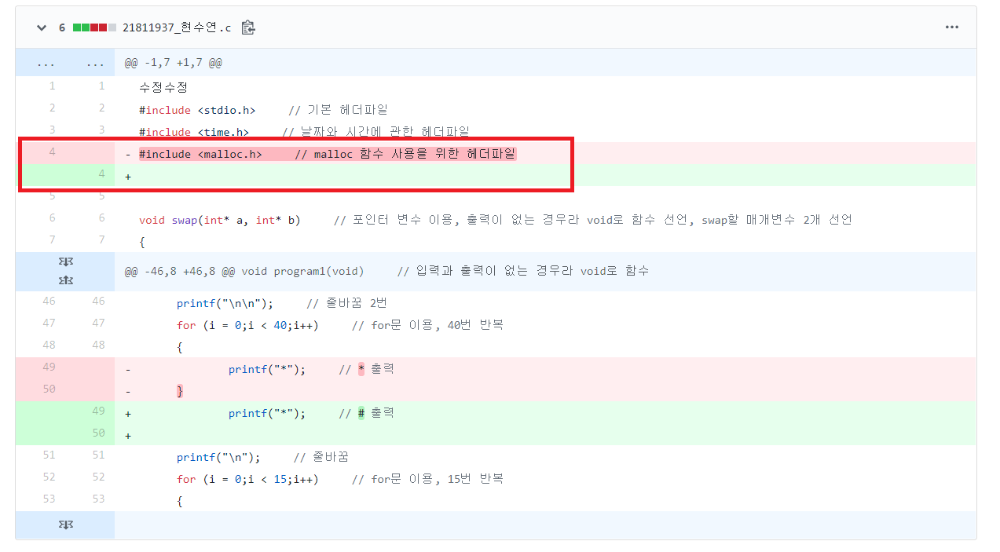 6 21811937_현수연.c
... ... @@ -1,7 +1,7 @@
1 1 수정수정
2 2 #include <stdio.h> // 기본 헤더파일
3 3 #include <time.h> // 날짜와 시간에 관한 헤더파일
4 - #include <malloc.h> // malloc 함수 사용을 위한 헤더파일
4 +
5 5
6 6 void swap(int* a, int* b) // 포인터 변수 이용, 출력이 없는 경우라 void로 함수 선언, swap할 매개변수 2개 선언
7 7 {
@@ -46,8 +46,8 @@ void program1(void) // 입력과 출력이 없는 경우라 void로 함수
46 46 printf("\n\n"); // 줄바꿈 2번
47 47 for (i = 0;i < 40;i++) // for문 이용, 40번 반복
48 48 {
49 - printf("*"); // * 출력
50 - }
49 + printf("*"); // # 출력
50 +
51 51 printf("\n"); // 줄바꿈
52 52 for (i = 0;i < 15;i++) // for문 이용, 15번 반복
53 53 {